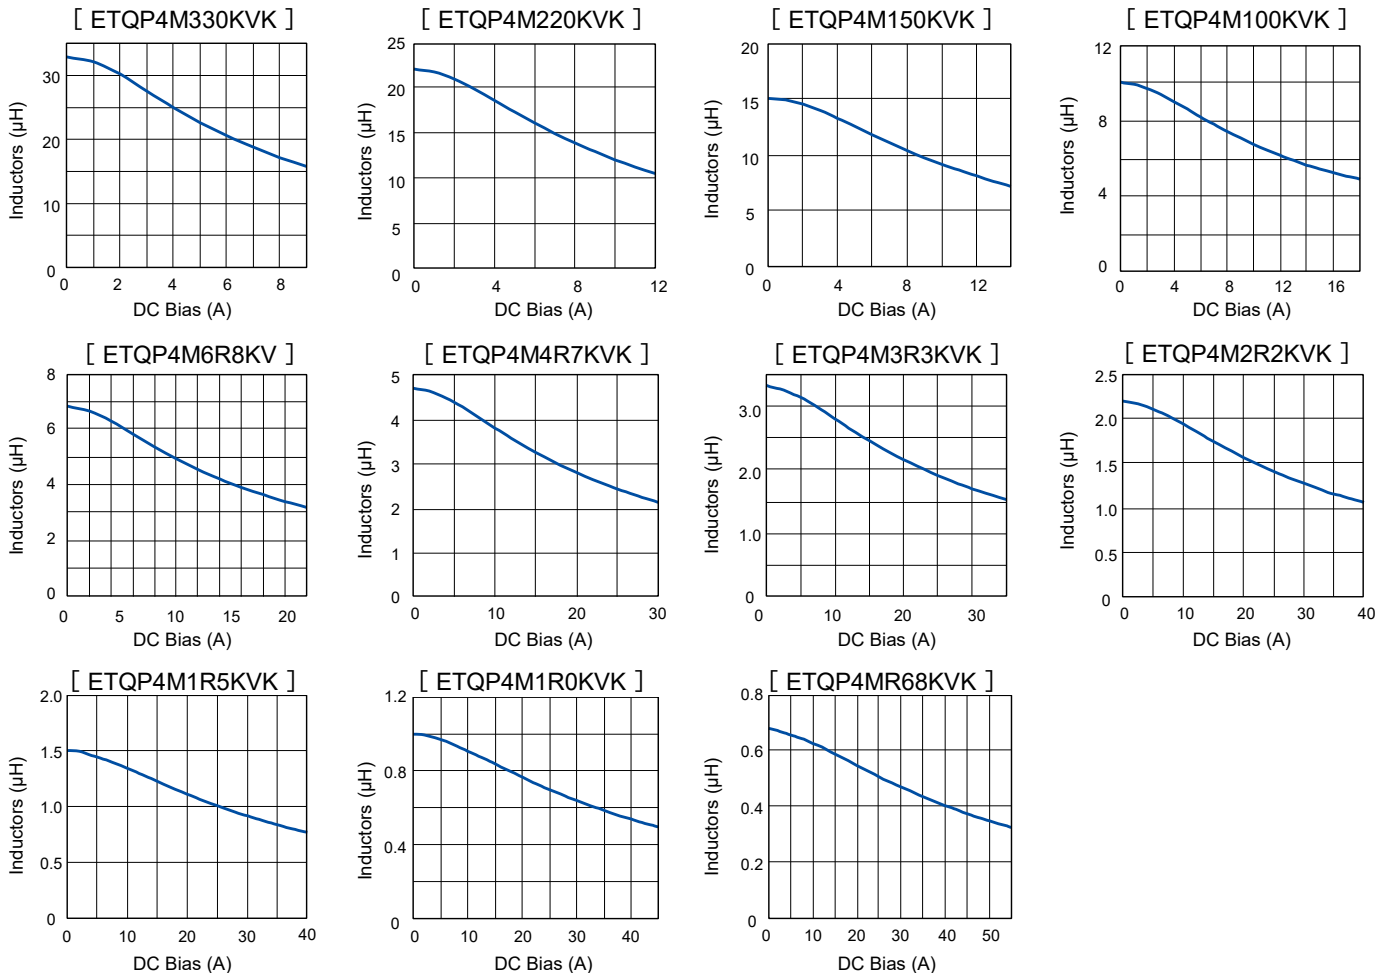 [ ETQP4M330KVK ]
30
20
10
0
0 2 4 6 8
Inductors (μH)
DC Bias (A)
[ ETQP4M220KVK ]
25
20
15
10
5
0
0 4 8 12
Inductors (μH)
DC Bias (A)
[ ETQP4M150KVK ]
20
15
10
5
0
0 4 8 12
Inductors (μH)
DC Bias (A)
[ ETQP4M100KVK ]
12
8
4
0
0 4 8 12 16
Inductors (μH)
DC Bias (A)
[ ETQP4M6R8KV ]
8
6
4
2
0
0 5 10 15 20
Inductors (μH)
DC Bias (A)
[ ETQP4M4R7KVK ]
5
4
3
2
1
0
0 10 20 30
Inductors (μH)
DC Bias (A)
[ ETQP4M3R3KVK ]
3.0
2.0
1.0
0
0 10 20 30
Inductors (μH)
DC Bias (A)
[ ETQP4M2R2KVK ]
2.5
2.0
1.5
1.0
0.5
0
0 10 20 30 40
Inductors (μH)
DC Bias (A)
[ ETQP4M1R5KVK ]
2.0
1.5
1.0
0.5
0
0 10 20 30 40
Inductors (μH)
DC Bias (A)
[ ETQP4M1R0KVK ]
1.2
0.8
0.4
0
0 10 20 30 40
Inductors (μH)
DC Bias (A)
[ ETQP4MR68KVK ]
0.8
0.6
0.4
0.2
0
0 10 20 30 40 50
Inductors (μH)
DC Bias (A)